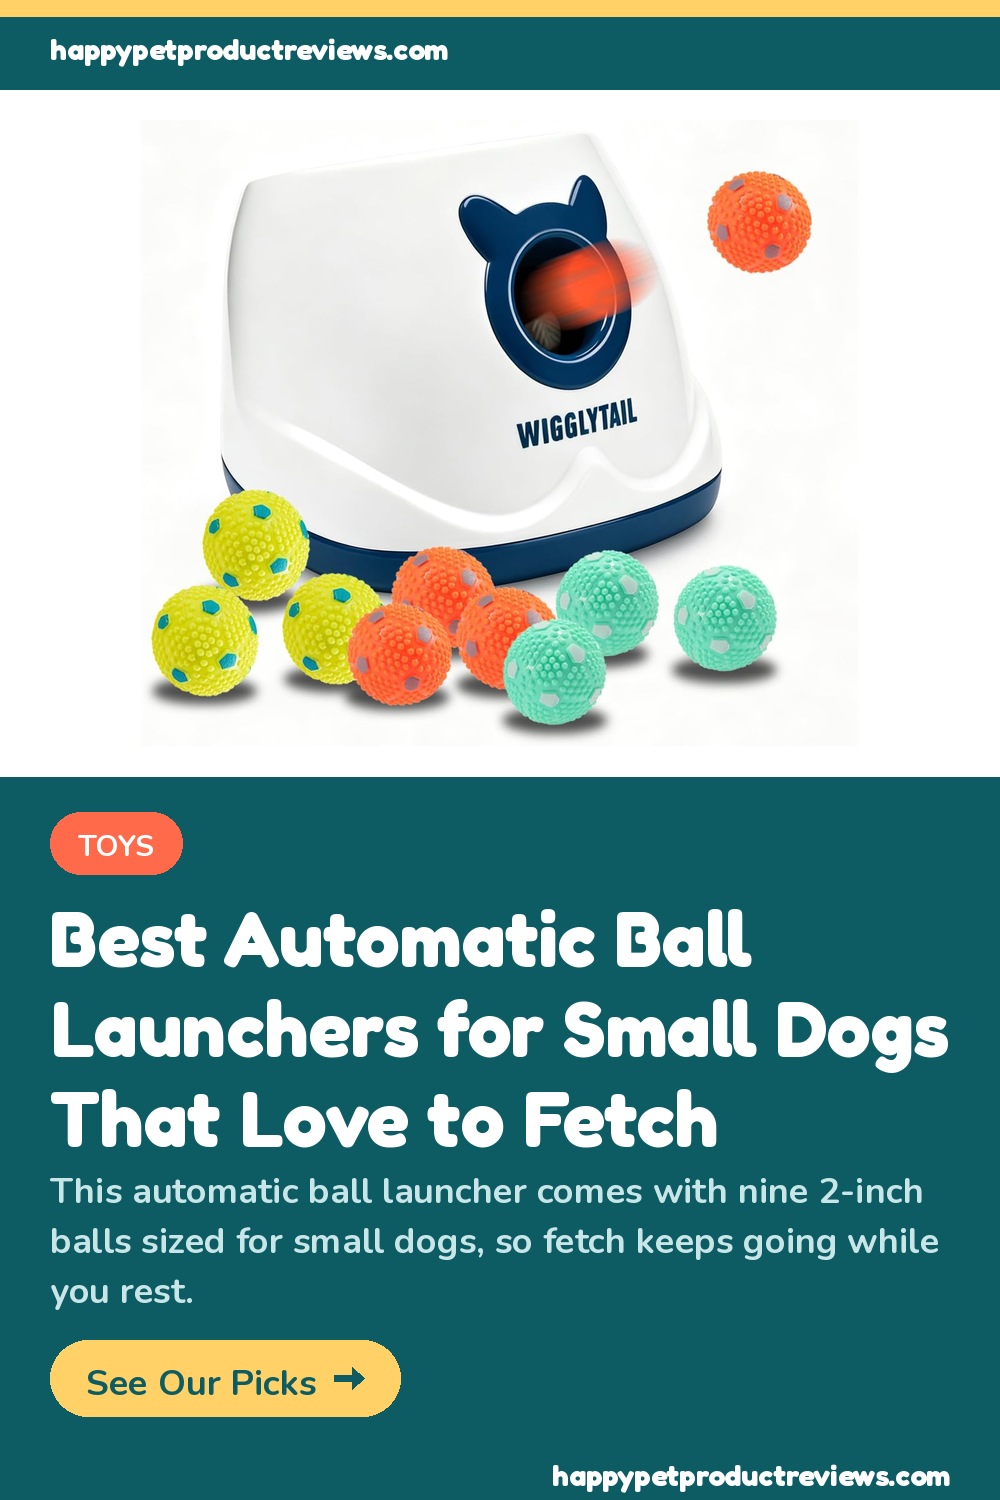 happypetproductreviews.com
WIGGLYTAIL
TOYS
Best Automatic Ball
Launchers for Small Dogs
That Love to Fetch
This automatic ball launcher comes with nine 2-inch
balls sized for small dogs, so fetch keeps going while
you rest.
See Our Picks →
happypetproductreviews.com